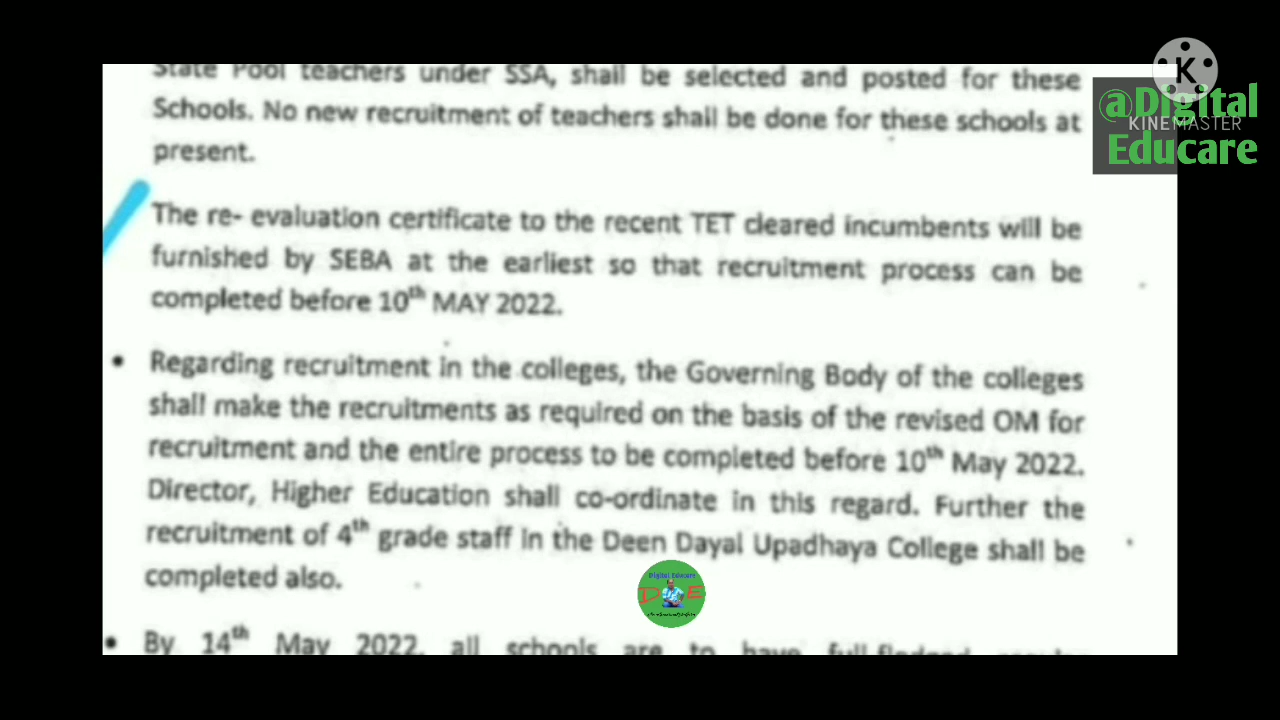 State Pool teachers under SSA, shall be selected and posted for these
Schools. No new recruitment of teachers shall be done for these schools at
present.
The re- evaluation certificate to the recent TET cleared incumbents will be
furnished by SEBA at the earliest so that recruitment process can be
completed before 10th MAY 2022.
• Regarding recruitment in the colleges, the Governing Body of the colleges
shall make the recruitments as required on the basis of the revised OM for
recruitment and the entire process to be completed before 10th May 2022.
Director, Higher Education shall co-ordinate in this regard. Further the
recruitment of 4th grade staff in the Deen Dayal Upadhaya College shall be
completed also.
• By 14th May 2022, all schools are to have full-fledged regular
K
aDigital
KINEMASTER
Educare
Digital Educare
D E